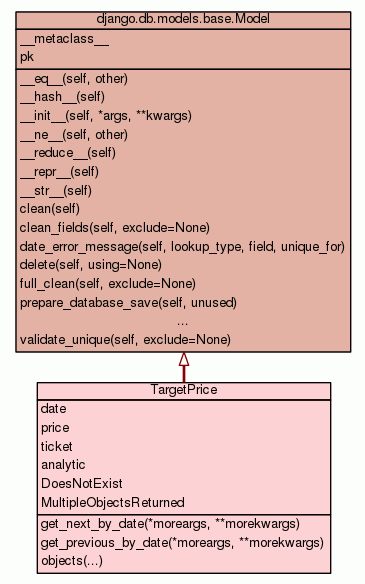 django.db.models.base.Model
__metaclass__
pk
__eq__(self, other)
__hash__(self)
__init__(self, *args, **kwargs)
__ne__(self, other)
__reduce__(self)
__repr__(self)
__str__(self)
clean(self)
clean_fields(self, exclude=None)
date_error_message(self, lookup_type, field, unique_for)
delete(self, using=None)
full_clean(self, exclude=None)
prepare_database_save(self, unused)
...
validate_unique(self, exclude=None)
TargetPrice
date
price
ticket
analytic
DoesNotExist
MultipleObjectsReturned
get_next_by_date(*moreargs, **morekwargs)
get_previous_by_date(*moreargs, **morekwargs)
objects(...)